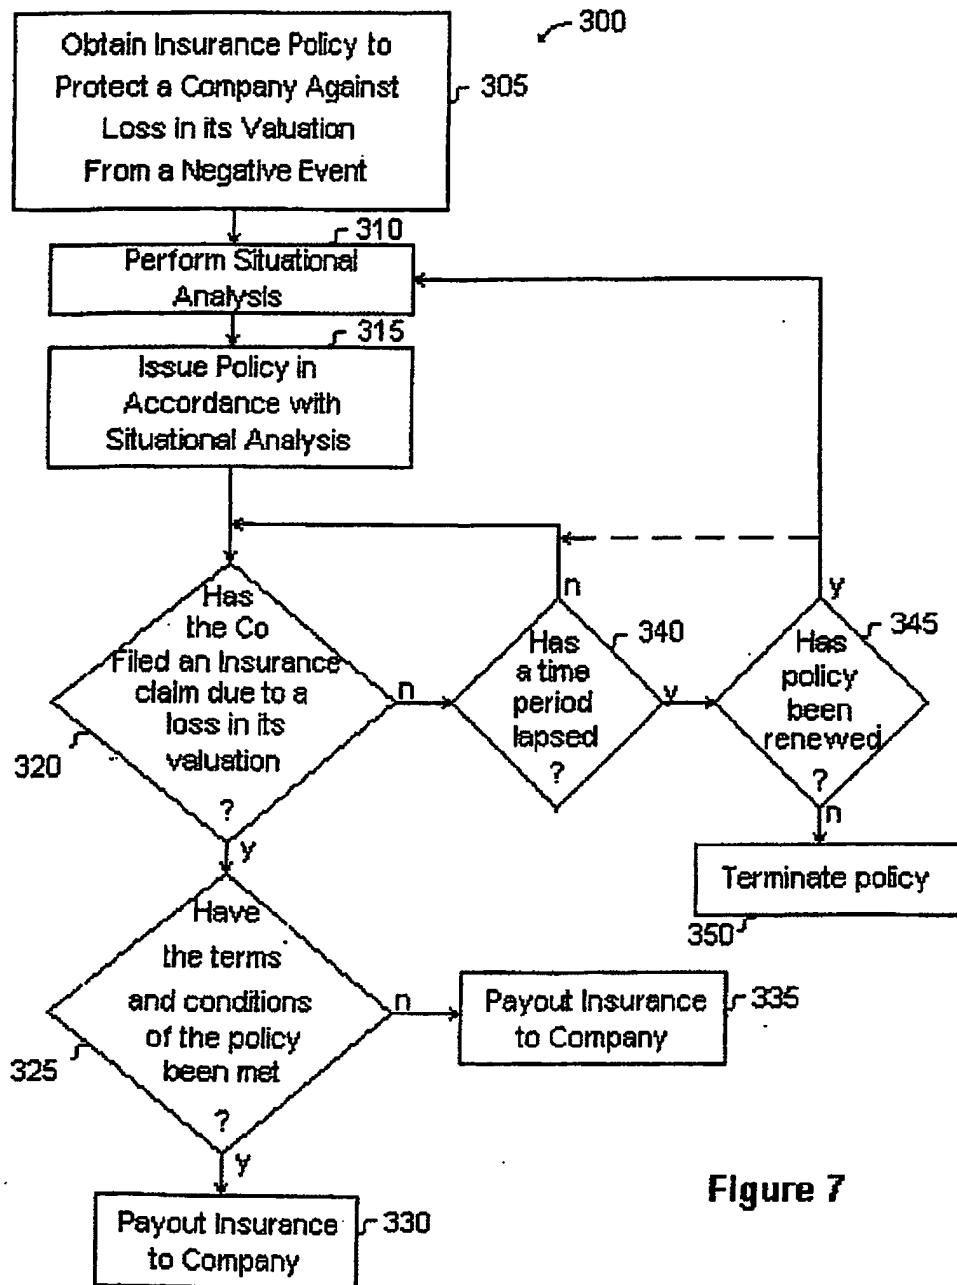 300
Obtain Insurance Policy to
Protect a Company Against
Loss in its Valuation
From a Negative Event
305
310
Perform Situational
Analysis
315
Issue Policy in
Accordance with
Situational Analysis
Has
the Co
Filed an Insurance
claim due to a
loss in its
valuation
?
320
n
y
Has
a time
period
lapsed
?
340
n
y
Has
policy
been
renewed
?
345
y
n
Terminate policy
350
Have
the terms
and conditions
of the policy
been met
?
325
n
y
Payout Insurance
to Company
335
Payout Insurance
to Company
330
Figure 7